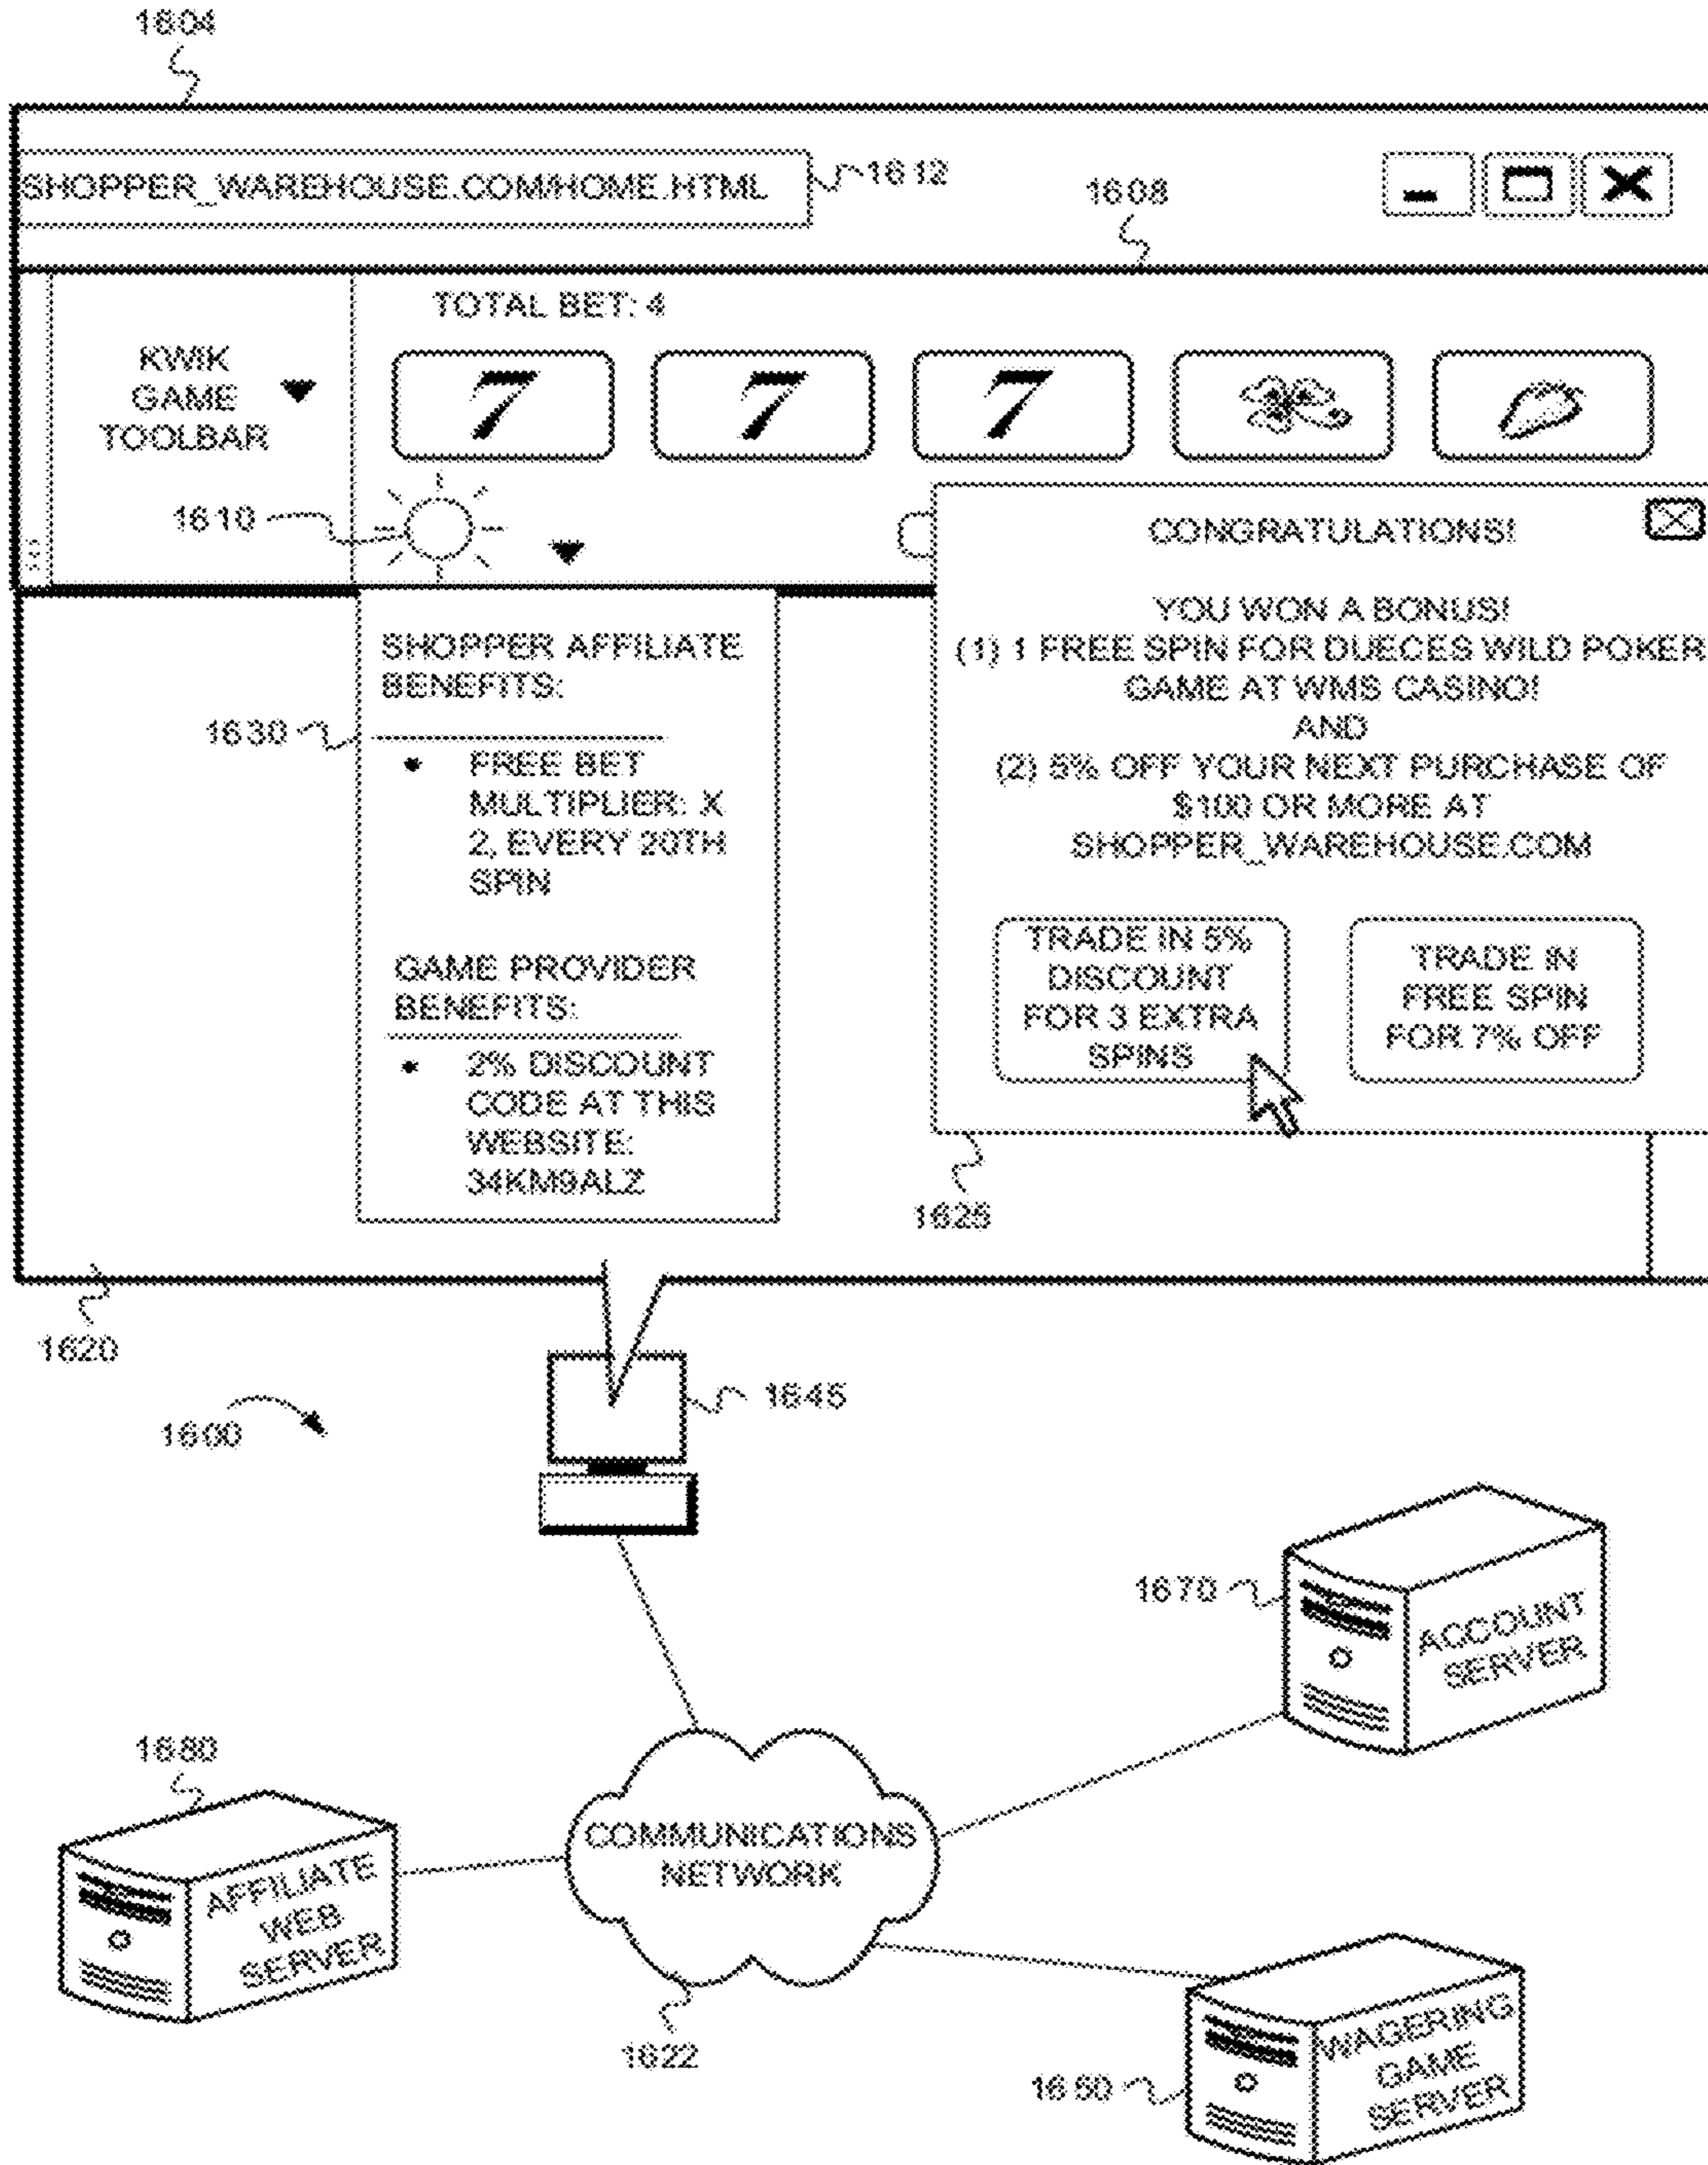 1604
SHOPPER_WAREHOUSE.COM/HOME.HTML
1612
1608
TOTAL BET: 4
KWIK
GAME
TOOLBAR
7 7 7
1610
CONGRATULATIONS!
YOU WON A BONUS!
(1) 1 FREE SPIN FOR DUECES WILD POKER
GAME AT WMS CASINO!
AND
(2) 5% OFF YOUR NEXT PURCHASE OF
$100 OR MORE AT
SHOPPER_WAREHOUSE.COM
TRADE IN 5%
DISCOUNT
FOR 3 EXTRA
SPINS
TRADE IN
FREE SPIN
FOR 7% OFF
1625
SHOPPER AFFILIATE
BENEFITS:
1630
FREE BET
MULTIPLIER: X
2, EVERY 20TH
SPIN
GAME PROVIDER
BENEFITS:
2% DISCOUNT
CODE AT THIS
WEBSITE:
34KM9ALZ
1620
1600
1645
1670
ACCOUNT
SERVER
1680
AFFILIATE
WEB
SERVER
COMMUNICATIONS
NETWORK
1622
1650
WAGERING
GAME
SERVER